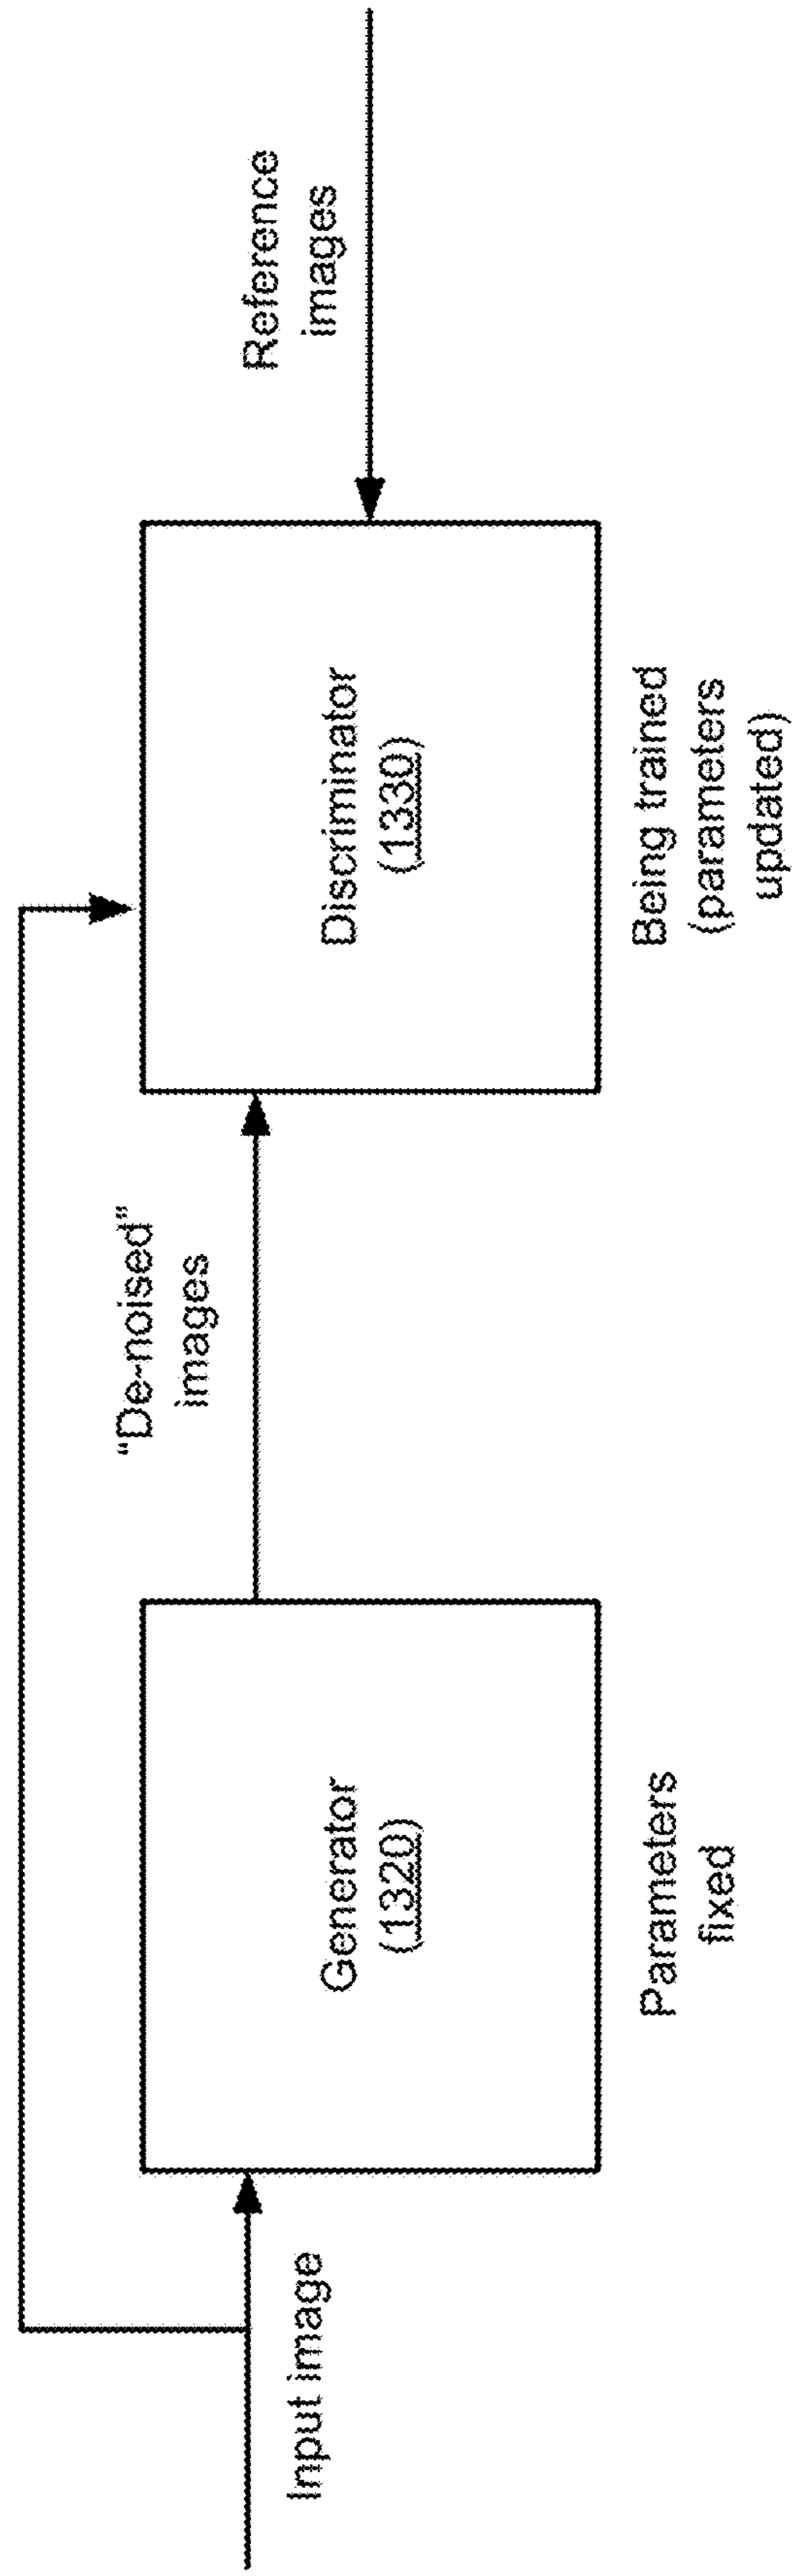 Input image
Generator
(1320)
Parameters
fixed
“De-noised”
images
Discriminator
(1330)
Being trained
(parameters
updated)
Reference
images